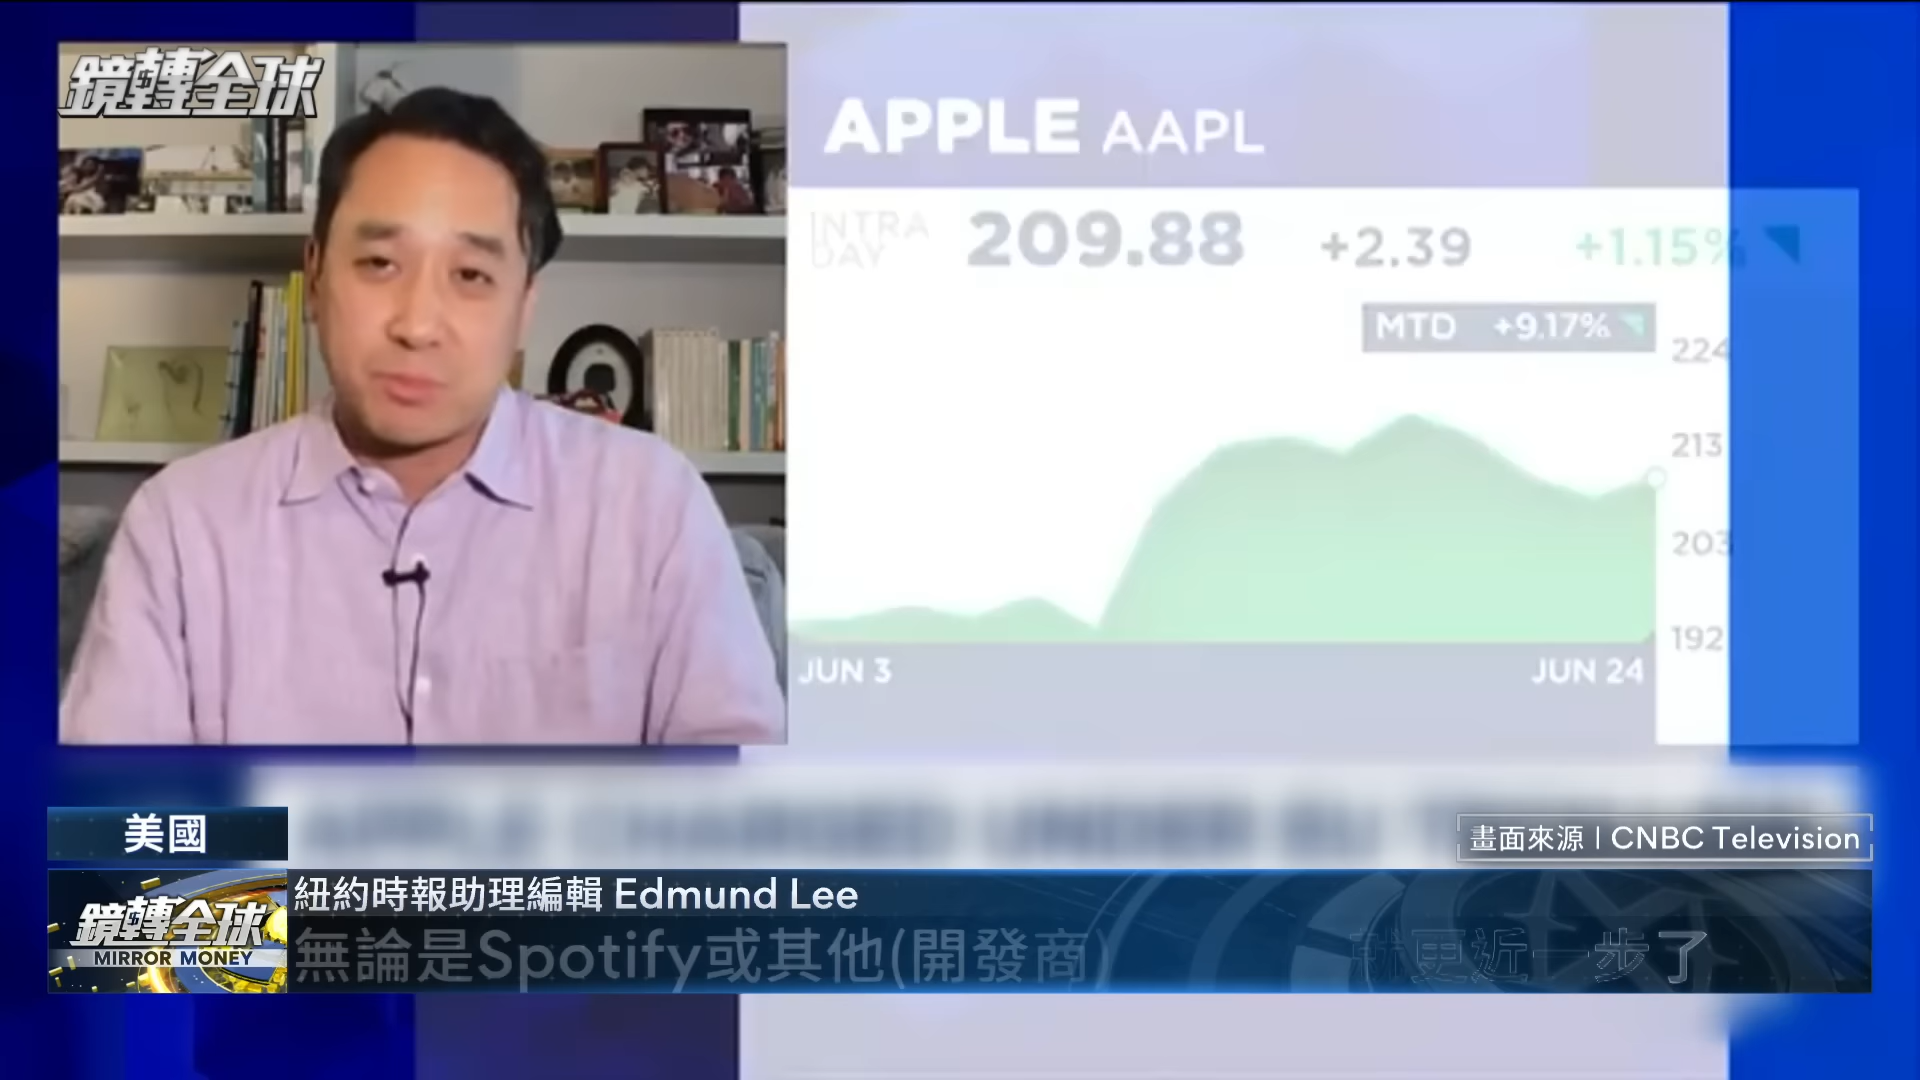 鏡轉全球
APPLE AAPL
INTRA DAY 209.88 +2.39 +1.15%
MTD +9.17%
224
213
203
192
JUN 3 JUN 24
美國
畫面來源 | CNBC Television
紐約時報助理編輯 Edmund Lee
鏡轉全球
MIRROR MONEY
無論是Spotify或其他(開發商) 就更近一步了